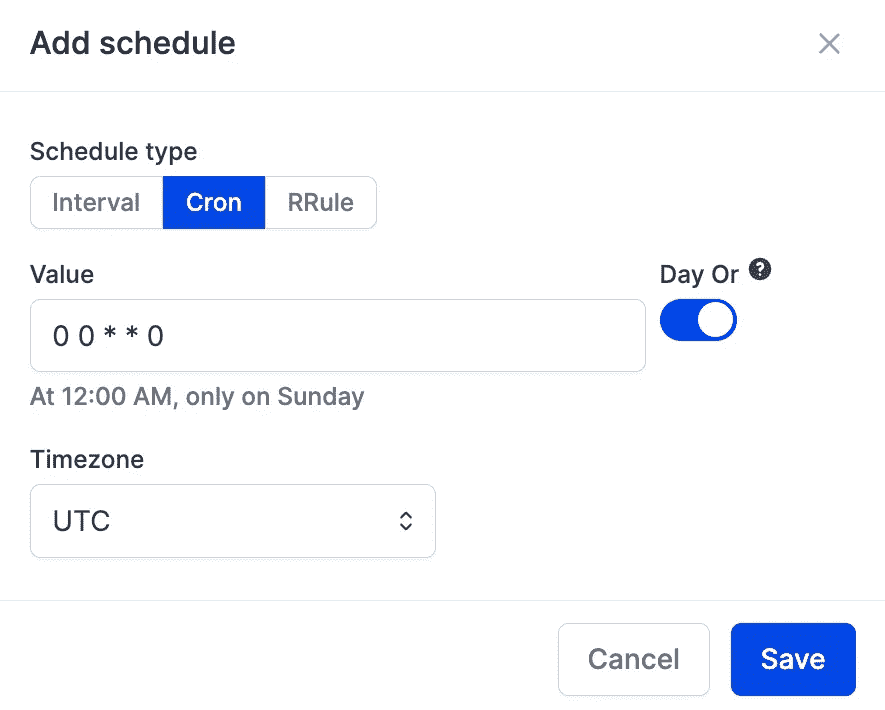 Add schedule
Schedule type
Interval Cron RRule
Value
Day Or ?
0 0 * * 0
At 12:00 AM, only on Sunday
Timezone
UTC
Cancel Save